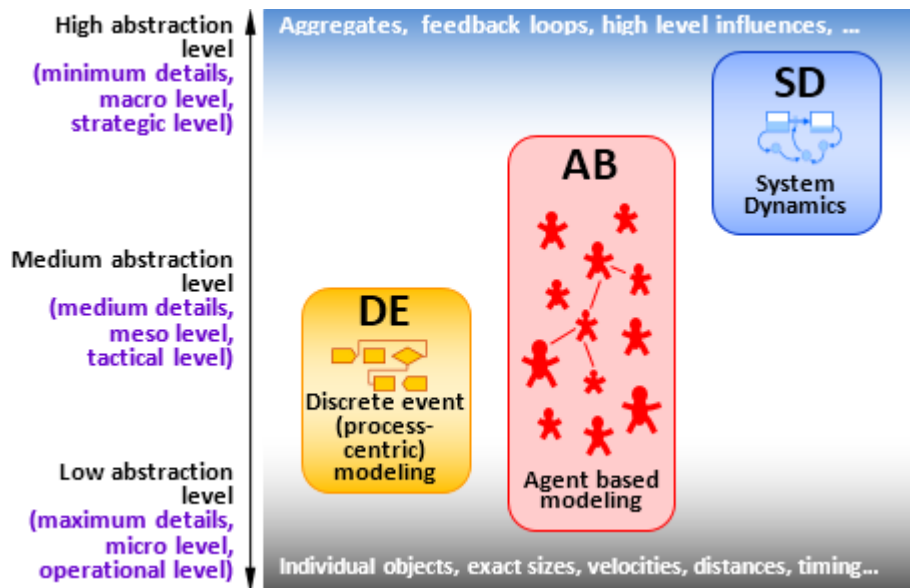 High abstraction
level
(minimum details,
macro level,
strategic level)
Aggregates, feedback loops, high level influences, ...
SD
System
Dynamics
AB
Agent based
modeling
Medium abstraction
level
(medium details,
meso level,
tactical level)
DE
Discrete event
(process-
centric)
modeling
Low abstraction
level
(maximum details,
micro level,
operational level)
Individual objects, exact sizes, velocities, distances, timing...